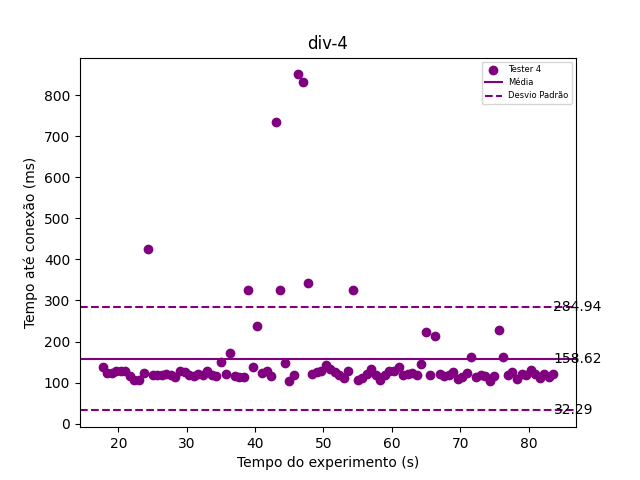 div-4
Tester 4
Média
Desvio Padrão
Tempo até conexão (ms)
800
700
600
500
400
300
200
100
0
284.94
158.62
32.29
20 30 40 50 60 70 80
Tempo do experimento (s)